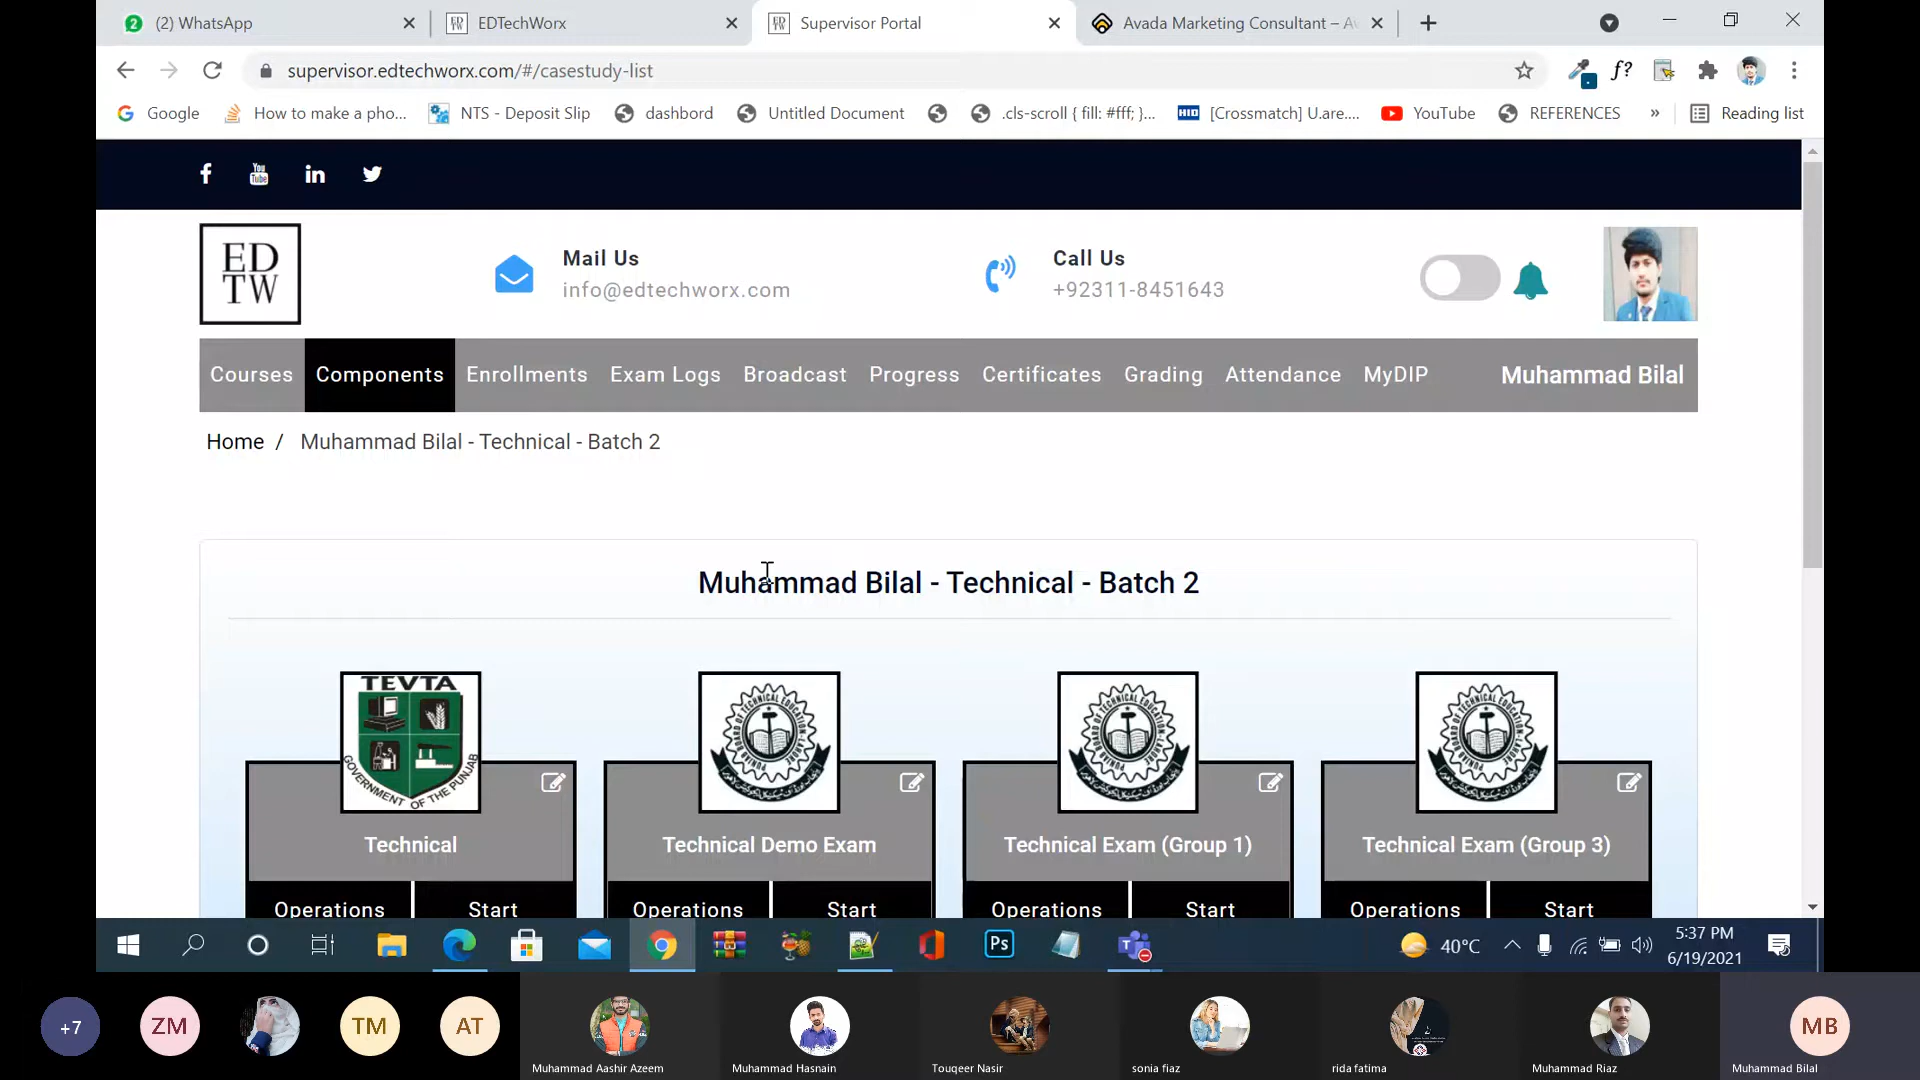 2 (2) WhatsApp
EDTechWorx
Supervisor Portal
Avada Marketing Consultant – Av
supervisor.edtechworx.com/#/casestudy-list
f?
Google
How to make a pho...
NTS - Deposit Slip
dashbord
Untitled Document
.cls-scroll { fill: #fff; }...
HID [Crossmatch] U.are....
YouTube
REFERENCES
»
Reading list
You Tube
ED
TW
Mail Us
info@edtechworx.com
Call Us
+92311-8451643
Courses
Components
Enrollments
Exam Logs
Broadcast
Progress
Certificates
Grading
Attendance
MyDIP
Muhammad Bilal
Home / Muhammad Bilal - Technical - Batch 2
Muhammad Bilal - Technical - Batch 2
TEVTA
GOVERNMENT OF THE PUNJAB
Technical
Technical Demo Exam
Technical Exam (Group 1)
Technical Exam (Group 3)
Operations
Start
Operations
Start
Operations
Start
Operations
Start
Ps
40°C
5:37 PM
6/19/2021
+7
ZM
TM
AT
MB
Muhammad Aashir Azeem
Muhammad Hasnain
Touqeer Nasir
sonia fiaz
rida fatima
Muhammad Riaz
Muhammad Bilal